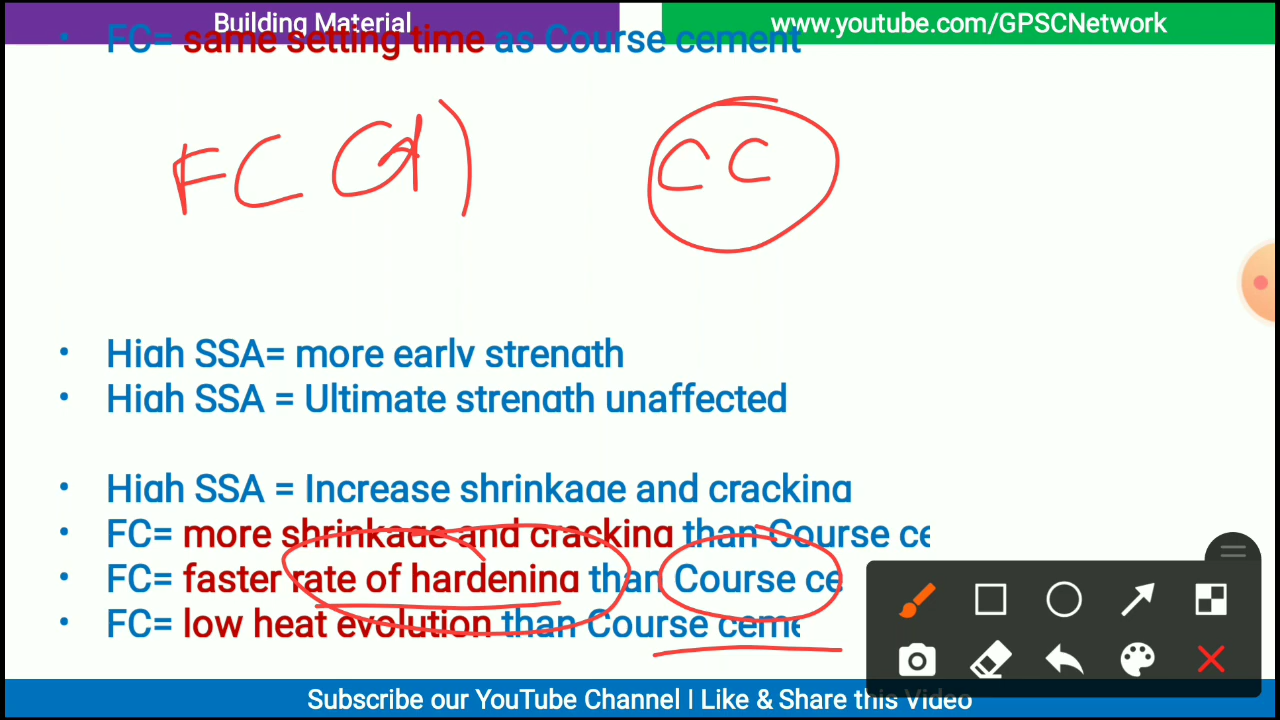 Building Material
www.youtube.com/GPSCNetwork
• FC= same setting time as Course cement
FC (d) CC
• High SSA= more early strength
• High SSA = Ultimate strength unaffected
• High SSA = Increase shrinkage and cracking
• FC= more shrinkage and cracking than Course ce
• FC= faster rate of hardening than Course ce
• FC= low heat evolution than Course ceme
Subscribe our YouTube Channel I Like & Share this Video